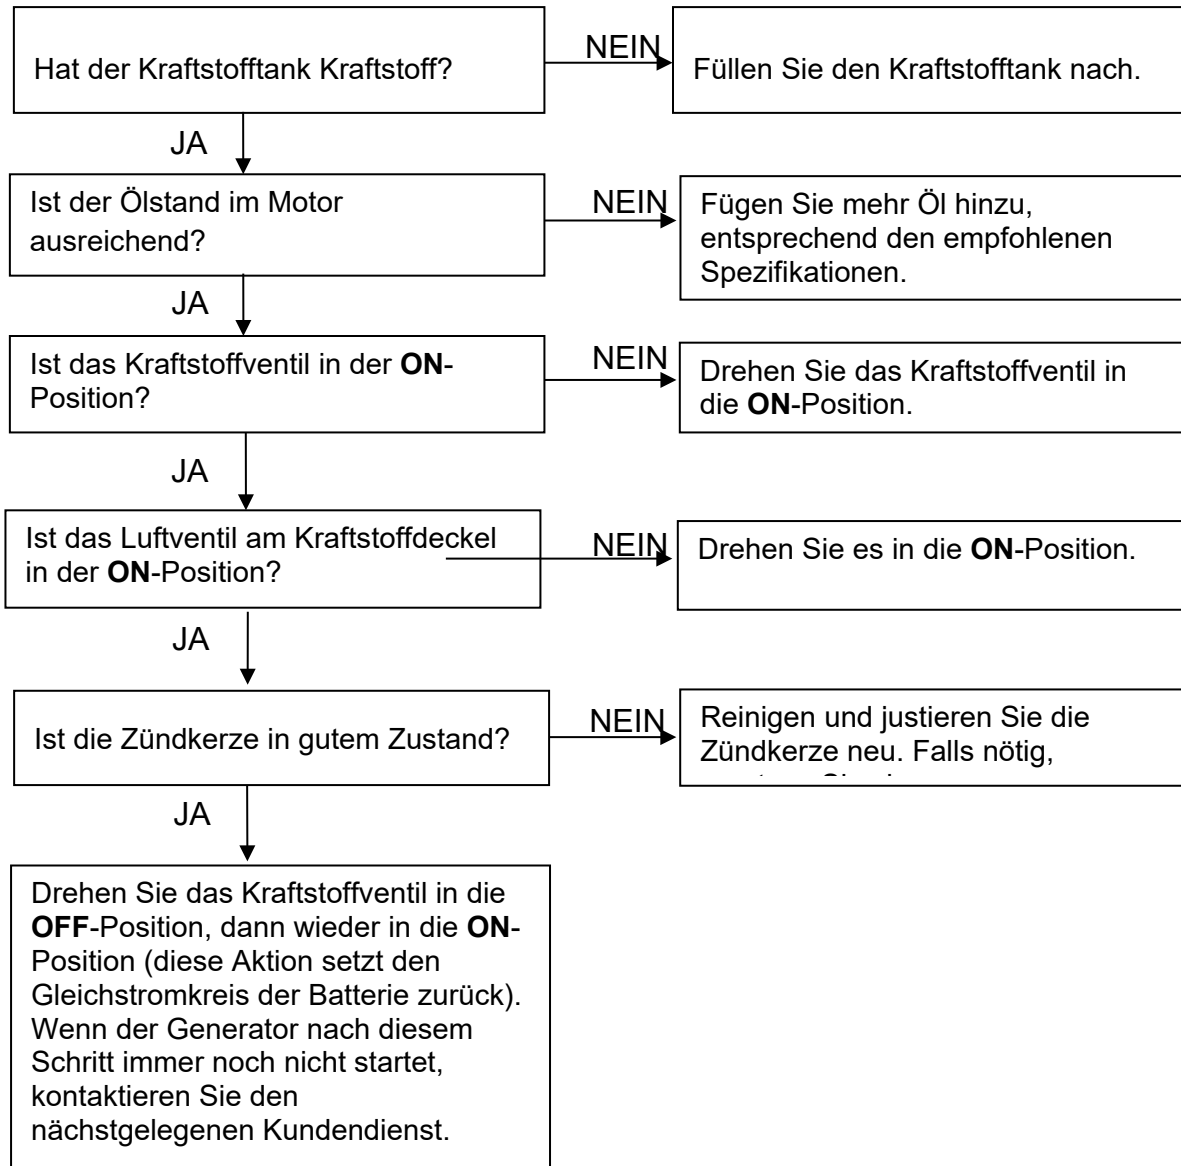 Hat der Kraftstofftank Kraftstoff?
NEIN
Füllen Sie den Kraftstofftank nach.
JA
Ist der Ölstand im Motor
ausreichend?
NEIN
Fügen Sie mehr Öl hinzu,
entsprechend den empfohlenen
Spezifikationen.
JA
Ist das Kraftstoffventil in der ON-
Position?
NEIN
Drehen Sie das Kraftstoffventil in
die ON-Position.
JA
Ist das Luftventil am Kraftstoffdeckel
in der ON-Position?
NEIN
Drehen Sie es in die ON-Position.
JA
Ist die Zündkerze in gutem Zustand?
NEIN
Reinigen und justieren Sie die
Zündkerze neu. Falls nötig,
JA
Drehen Sie das Kraftstoffventil in die
OFF-Position, dann wieder in die ON-
Position (diese Aktion setzt den
Gleichstromkreis der Batterie zurück).
Wenn der Generator nach diesem
Schritt immer noch nicht startet,
kontaktieren Sie den
nächstgelegenen Kundendienst.